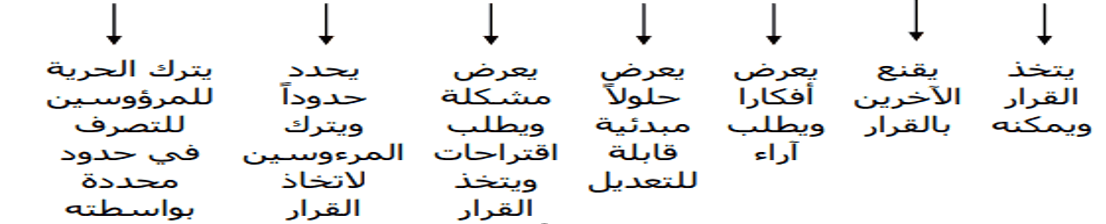 يتخذ
القرار
ويمكنه
يقنع
الآخرين
بالقرار
يعرض
أفكارا
ويطلب
آراء
يعرض
حلولاً
مبدئية
قابلة
للتعديل
يعرض
مشكلة
ويطلب
اقتراحات
ويتخذ
القرار
يحدد
حدوداً
ويترك
المرءوسين
لاتخاذ
القرار
يترك الحرية
للمرؤوسين
للتصرف
في حدود
محددة
بواسطته